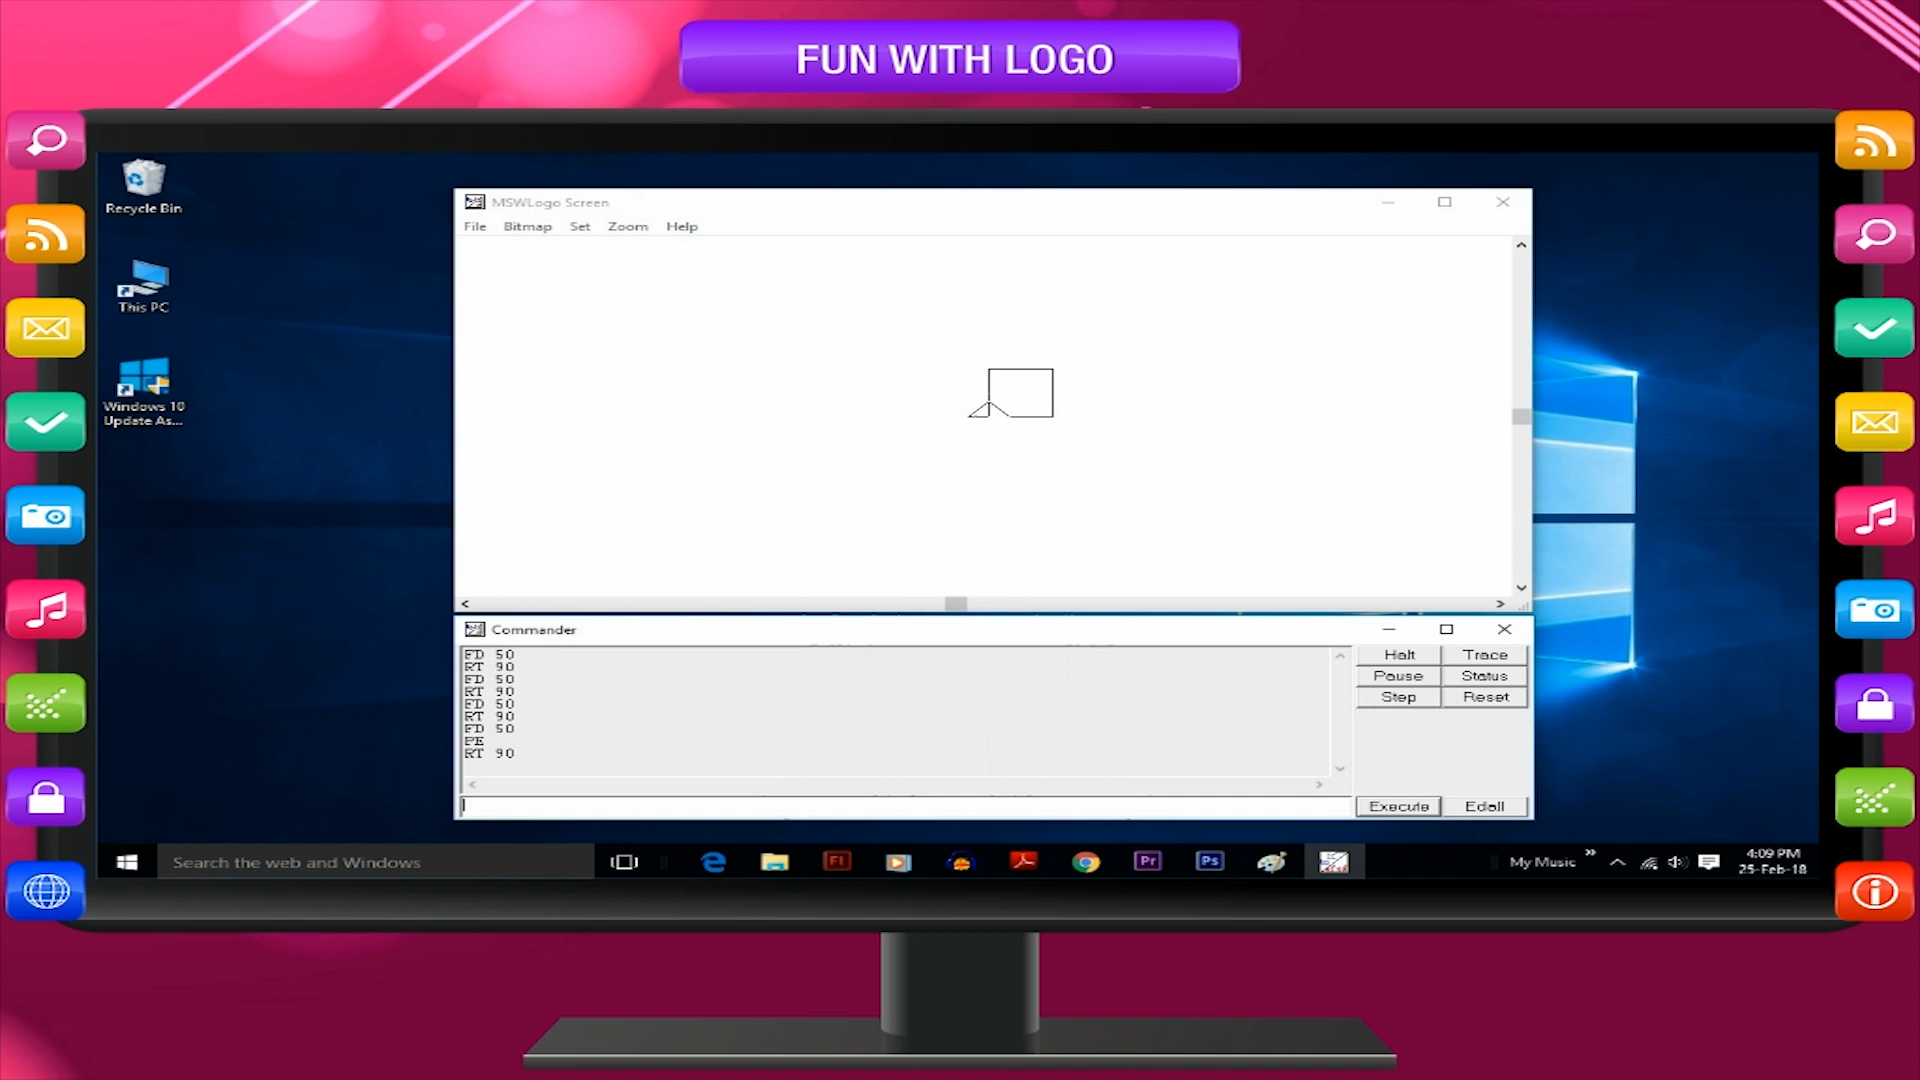 FUN WITH LOGO
Recycle Bin
This PC
Windows 10
Update As...
MSWLogo Screen
File Bitmap Set Zoom Help
Commander
FD 50
RT 90
FD 50
RT 90
FD 50
RT 90
FD 50
PE
RT 90
Halt Trace
Pause Status
Step Reset
Execute Edall
Search the web and Windows
Fl
Pr
Ps
My Music
4:09 PM
25-Feb-18